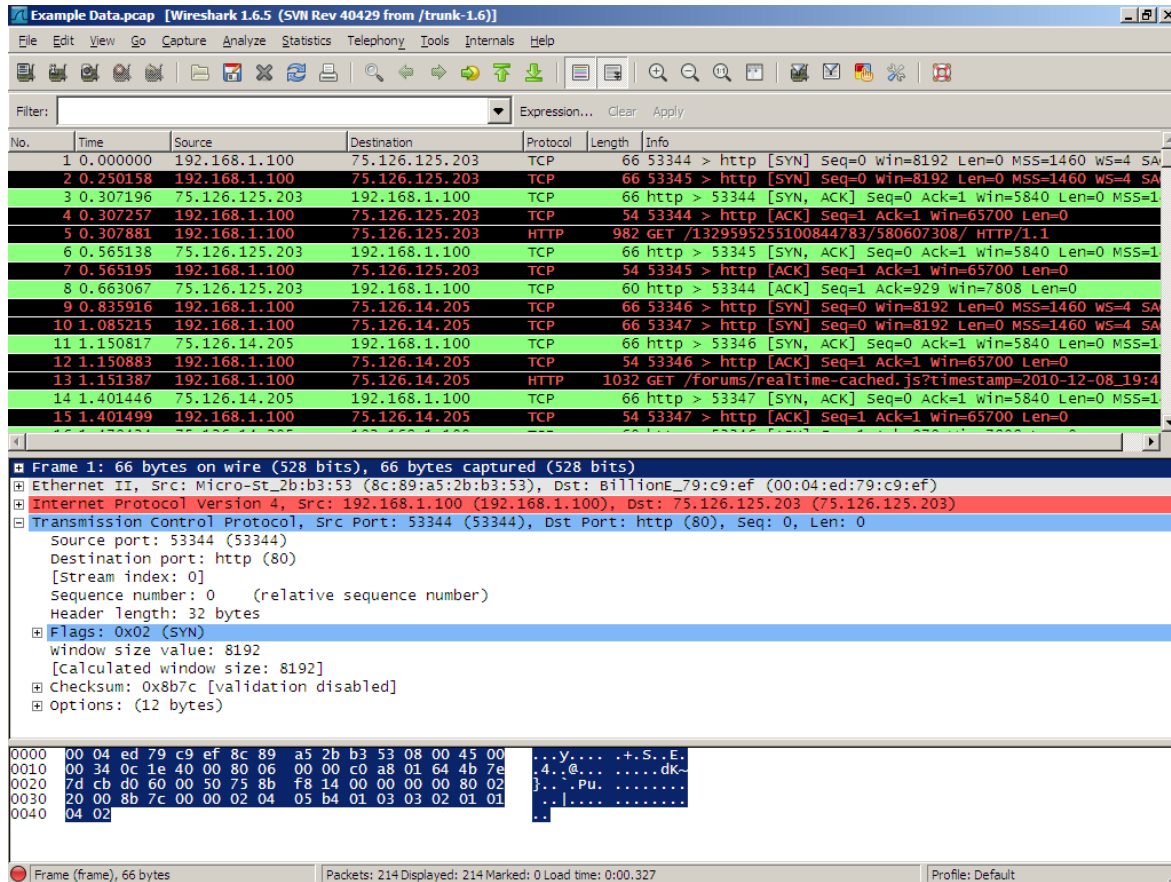 Example Data.pcap [Wireshark 1.6.5 (SVN Rev 40429 from /trunk-1.6)]
File Edit View Go Capture Analyze Statistics Telephony Tools Internals Help
Filter: Expression... Clear Apply
No. Time Source Destination Protocol Length Info
1 0.000000 192.168.1.100 75.126.125.203 TCP 66 53344 > http [SYN] Seq=0 Win=8192 Len=0 MSS=1460 WS=4 SA
2 0.250158 192.168.1.100 75.126.125.203 TCP 66 53345 > http [SYN] Seq=0 Win=8192 Len=0 MSS=1460 WS=4 SA
3 0.307196 75.126.125.203 192.168.1.100 TCP 66 http > 53344 [SYN, ACK] Seq=0 Ack=1 Win=5840 Len=0 MSS=1
4 0.307257 192.168.1.100 75.126.125.203 TCP 54 53344 > http [ACK] Seq=1 Ack=1 Win=65700 Len=0
5 0.307881 192.168.1.100 75.126.125.203 HTTP 982 GET /1329595255100844783/580607308/ HTTP/1.1
6 0.565138 75.126.125.203 192.168.1.100 TCP 66 http > 53345 [SYN, ACK] Seq=0 Ack=1 Win=5840 Len=0 MSS=1
7 0.565195 192.168.1.100 75.126.125.203 TCP 54 53345 > http [ACK] Seq=1 Ack=1 Win=65700 Len=0
8 0.663067 75.126.125.203 192.168.1.100 TCP 60 http > 53344 [ACK] Seq=1 Ack=929 Win=7808 Len=0
9 0.835916 192.168.1.100 75.126.14.205 TCP 66 53346 > http [SYN] Seq=0 Win=8192 Len=0 MSS=1460 WS=4 SA
10 1.085215 192.168.1.100 75.126.14.205 TCP 66 53347 > http [SYN] Seq=0 Win=8192 Len=0 MSS=1460 WS=4 SA
11 1.150817 75.126.14.205 192.168.1.100 TCP 66 http > 53346 [SYN, ACK] Seq=0 Ack=1 Win=5840 Len=0 MSS=1
12 1.150883 192.168.1.100 75.126.14.205 TCP 54 53346 > http [ACK] Seq=1 Ack=1 Win=65700 Len=0
13 1.151387 192.168.1.100 75.126.14.205 HTTP 1032 GET /forums/realtime-cached.js?timestamp=2010-12-08_19:4
14 1.401446 75.126.14.205 192.168.1.100 TCP 66 http > 53347 [SYN, ACK] Seq=0 Ack=1 Win=5840 Len=0 MSS=1
15 1.401499 192.168.1.100 75.126.14.205 TCP 54 53347 > http [ACK] Seq=1 Ack=1 Win=65700 Len=0
Frame 1: 66 bytes on wire (528 bits), 66 bytes captured (528 bits)
Ethernet II, Src: Micro-St_2b:b3:53 (8c:89:a5:2b:b3:53), Dst: BillionE_79:c9:ef (00:04:ed:79:c9:ef)
Internet Protocol Version 4, Src: 192.168.1.100 (192.168.1.100), Dst: 75.126.125.203 (75.126.125.203)
Transmission Control Protocol, Src Port: 53344 (53344), Dst Port: http (80), Seq: 0, Len: 0
Source port: 53344 (53344)
Destination port: http (80)
[Stream index: 0]
Sequence number: 0 (relative sequence number)
Header length: 32 bytes
Flags: 0x02 (SYN)
Window size value: 8192
[Calculated window size: 8192]
Checksum: 0x8b7c [validation disabled]
Options: (12 bytes)
0000 00 04 ed 79 c9 ef 8c 89 a5 2b b3 53 08 00 45 00 ...y.... .+.S..E.
0010 00 34 0c 1e 40 00 80 06 00 00 c0 a8 01 64 4b 7e .4..@... .....dK~
0020 7d cb d0 60 00 50 75 8b f8 14 00 00 00 00 80 02 }..`.Pu. ........
0030 20 00 8b 7c 00 00 02 04 05 b4 01 03 03 02 01 01 ..|.... ........
0040 04 02 ..
Frame (frame), 66 bytes Packets: 214 Displayed: 214 Marked: 0 Load time: 0:00.327 Profile: Default